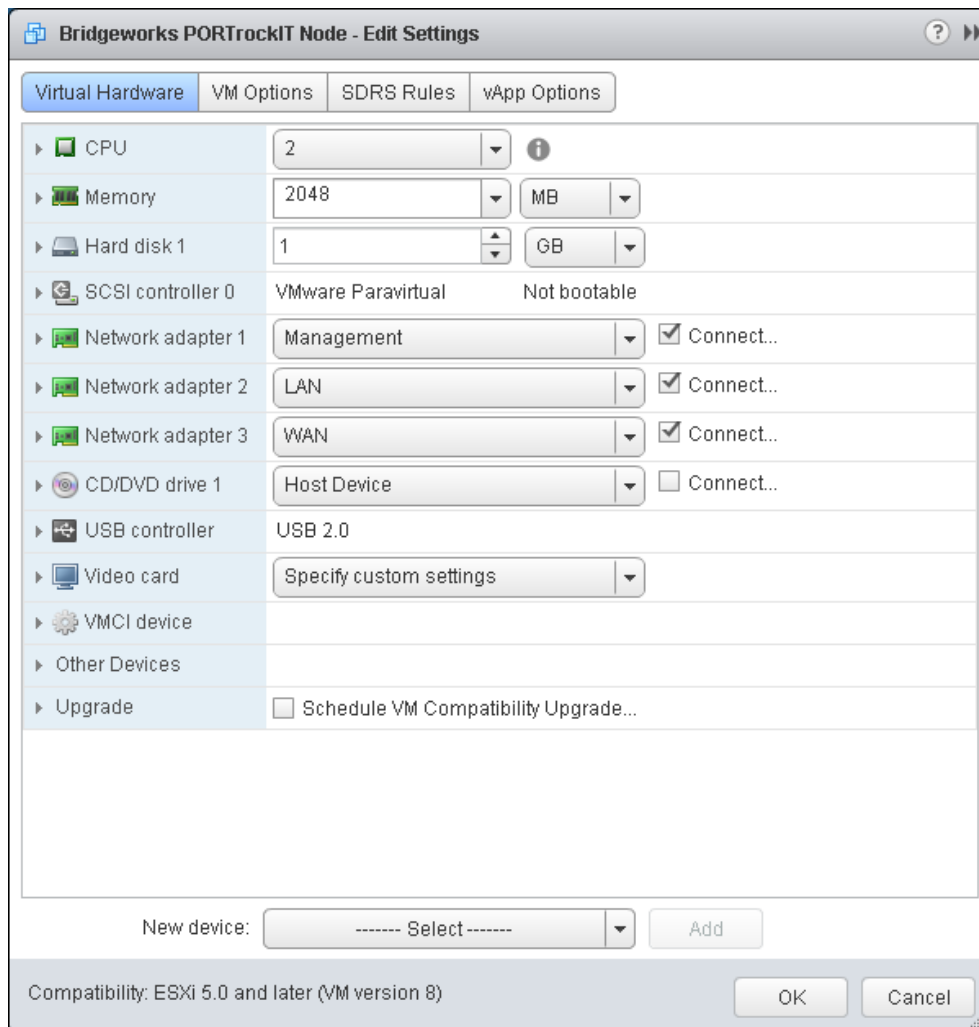 Bridgeworks PORTrockIT Node - Edit Settings
Virtual Hardware VM Options SDRS Rules vApp Options
CPU 2
Memory 2048 MB
Hard disk 1 1 GB
SCSI controller 0 VMware Paravirtual Not bootable
Network adapter 1 Management Connect...
Network adapter 2 LAN Connect...
Network adapter 3 WAN Connect...
CD/DVD drive 1 Host Device Connect...
USB controller USB 2.0
Video card Specify custom settings
VMCI device
Other Devices
Upgrade Schedule VM Compatibility Upgrade...
New device: ------- Select ------- Add
Compatibility: ESXi 5.0 and later (VM version 8) OK Cancel